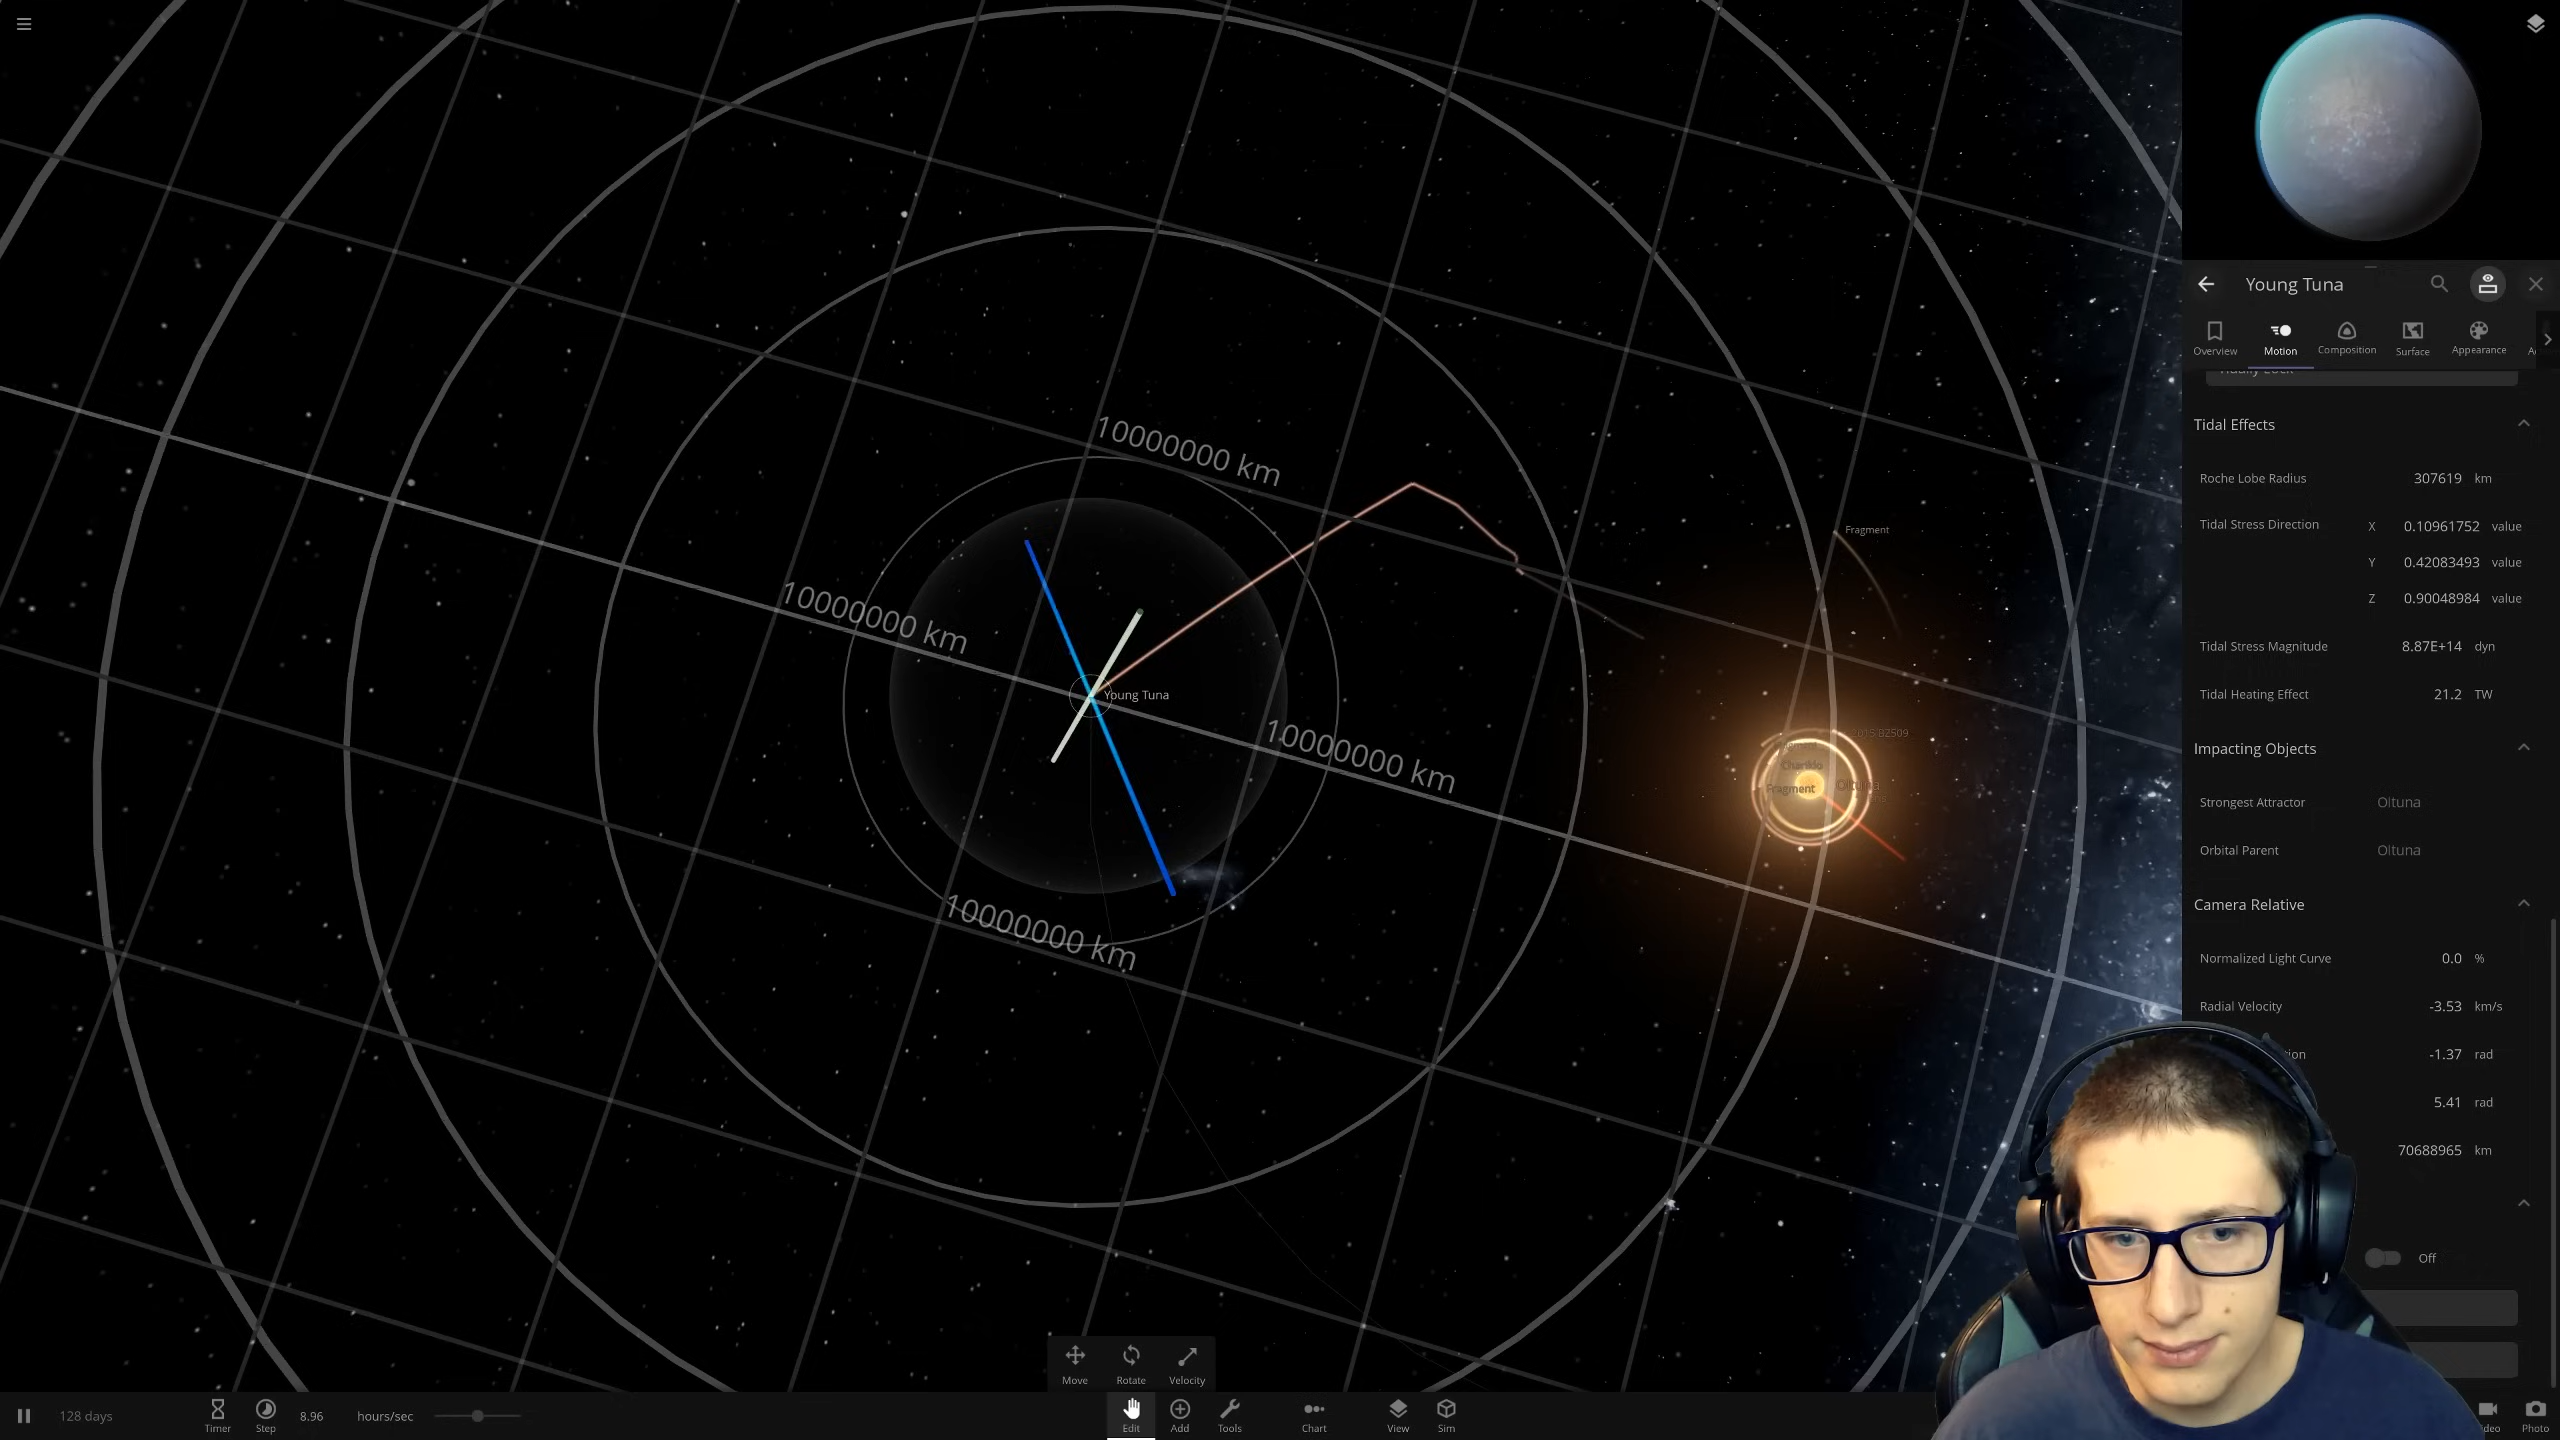 Young Tuna
Overview
Motion
Composition
Surface
Appearance
Tidal Effects
Roche Lobe Radius 307619 km
Tidal Stress Direction X 0.10961752 value
Y 0.42083493 value
Z 0.90048984 value
Tidal Stress Magnitude 8.87E+14 dyn
Tidal Heating Effect 21.2 TW
Impacting Objects
Strongest Attractor Oltuna
Orbital Parent Oltuna
Camera Relative
Normalized Light Curve 0.0 %
Radial Velocity -3.53 km/s
-1.37 rad
5.41 rad
70688965 km
Off
10000000 km
10000000 km
10000000 km
10000000 km
Young Tuna
Fragment
Chariklo
Fragment
Oltuna
Move
Rotate
Velocity
128 days
Timer
Step
8.96 hours/sec
Edit
Add
Tools
Chart
View
Sim
Photo